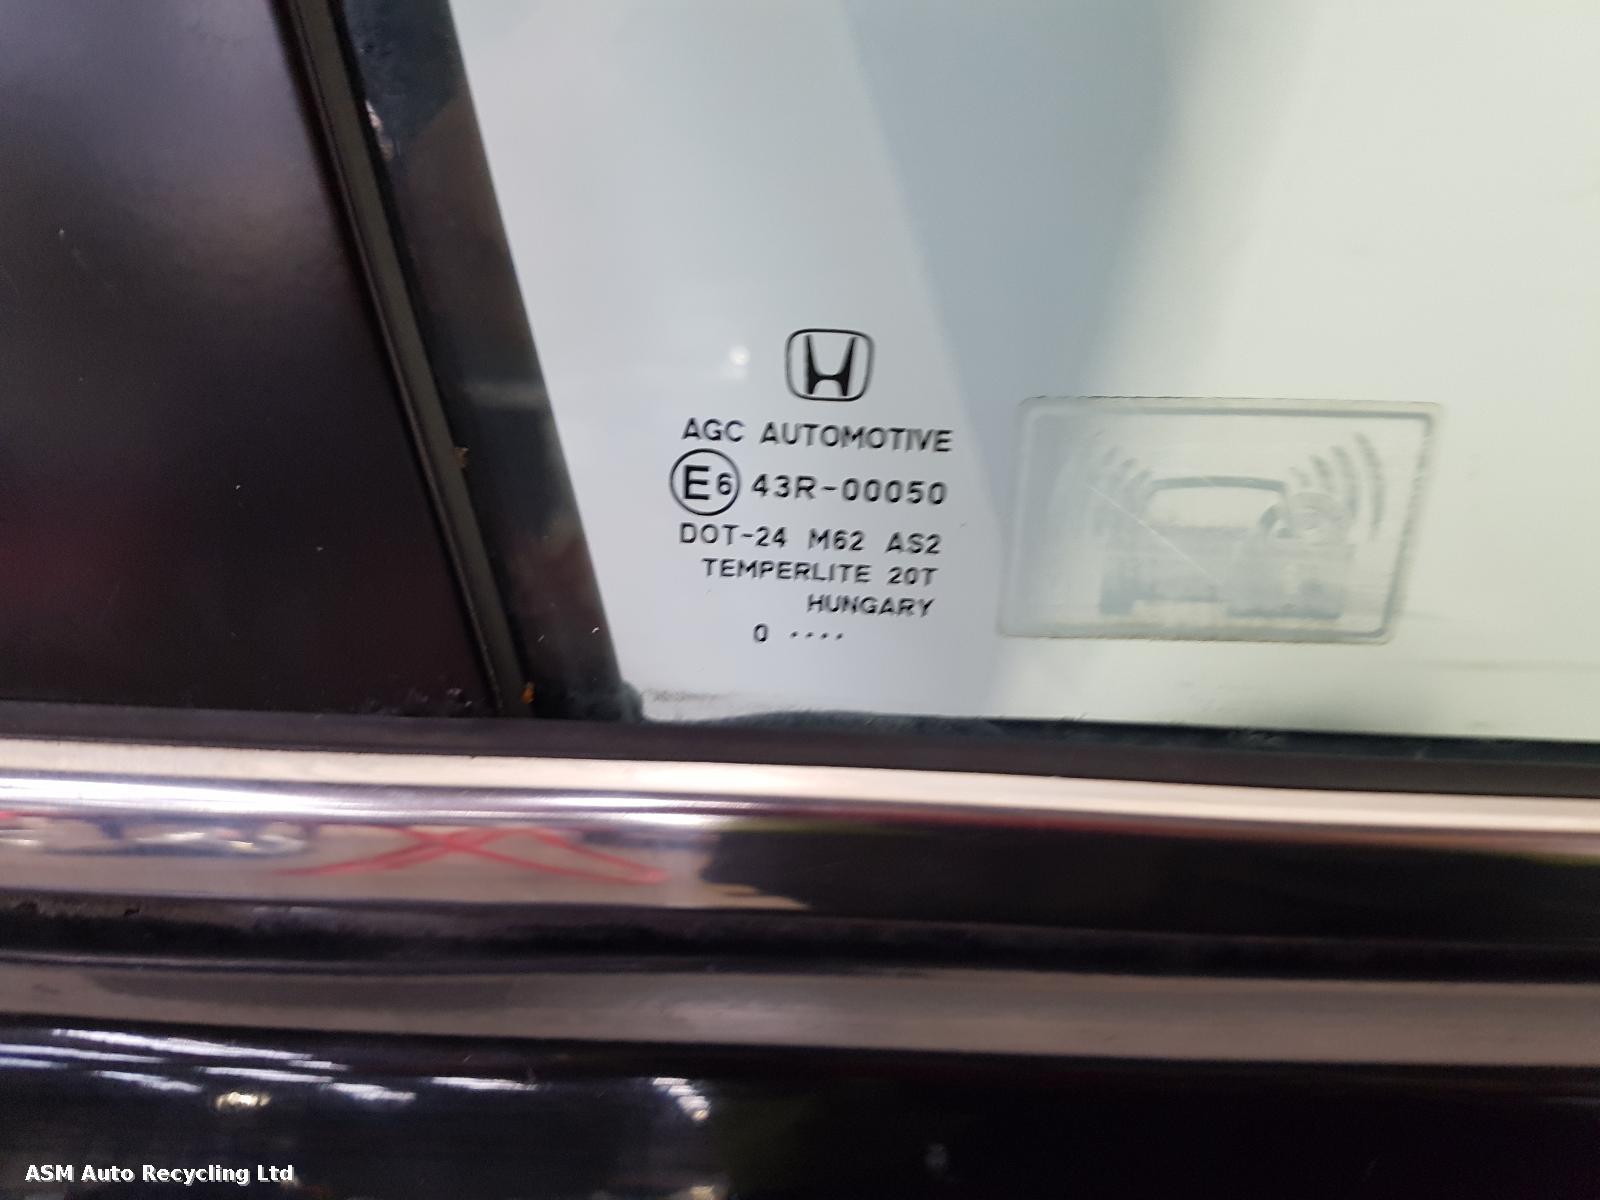 AGC AUTOMOTIVE
E6 43R-00050
DOT-24 M62 AS2
TEMPERLITE 20T
HUNGARY
0 ....
ASM Auto Recycling Ltd